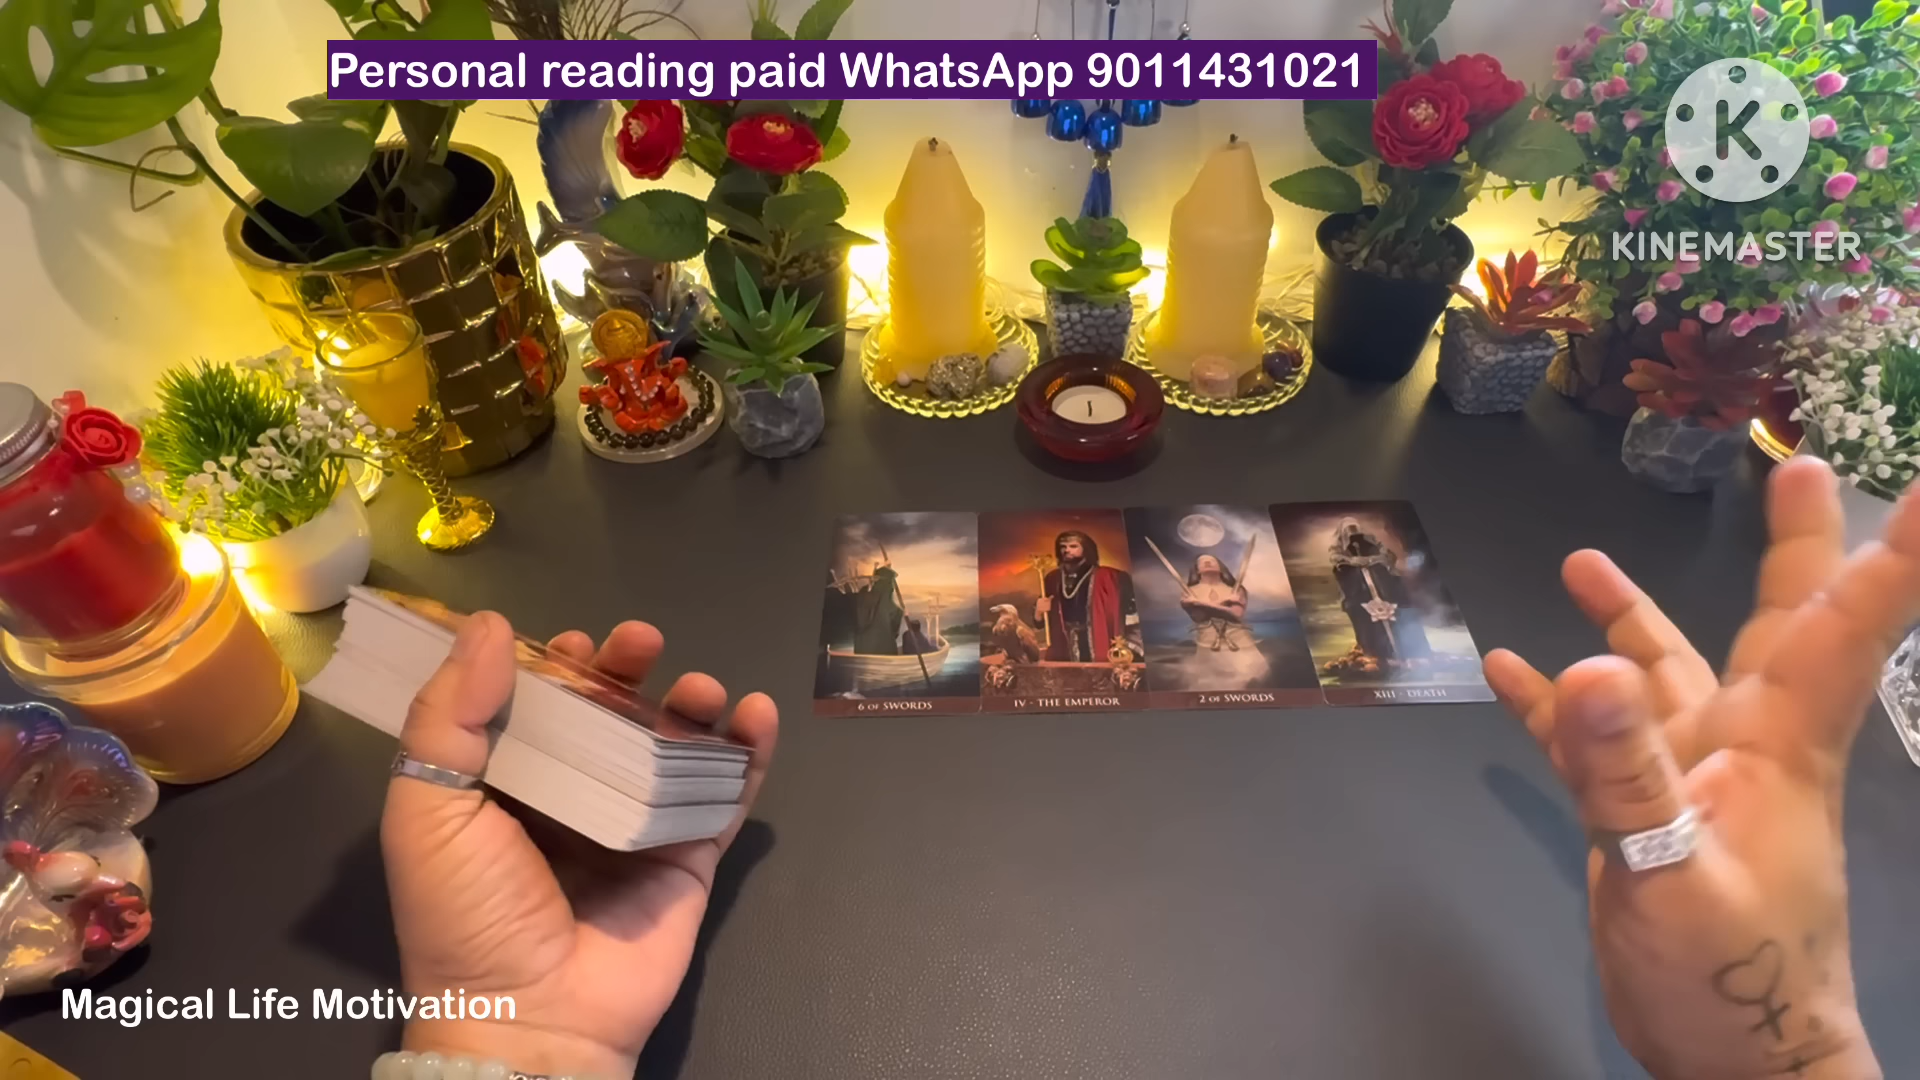 Personal reading paid WhatsApp 9011431021
K
KINEMASTER
6 OF SWORDS
IV - THE EMPEROR
2 OF SWORDS
XIII - DEATH
Magical Life Motivation